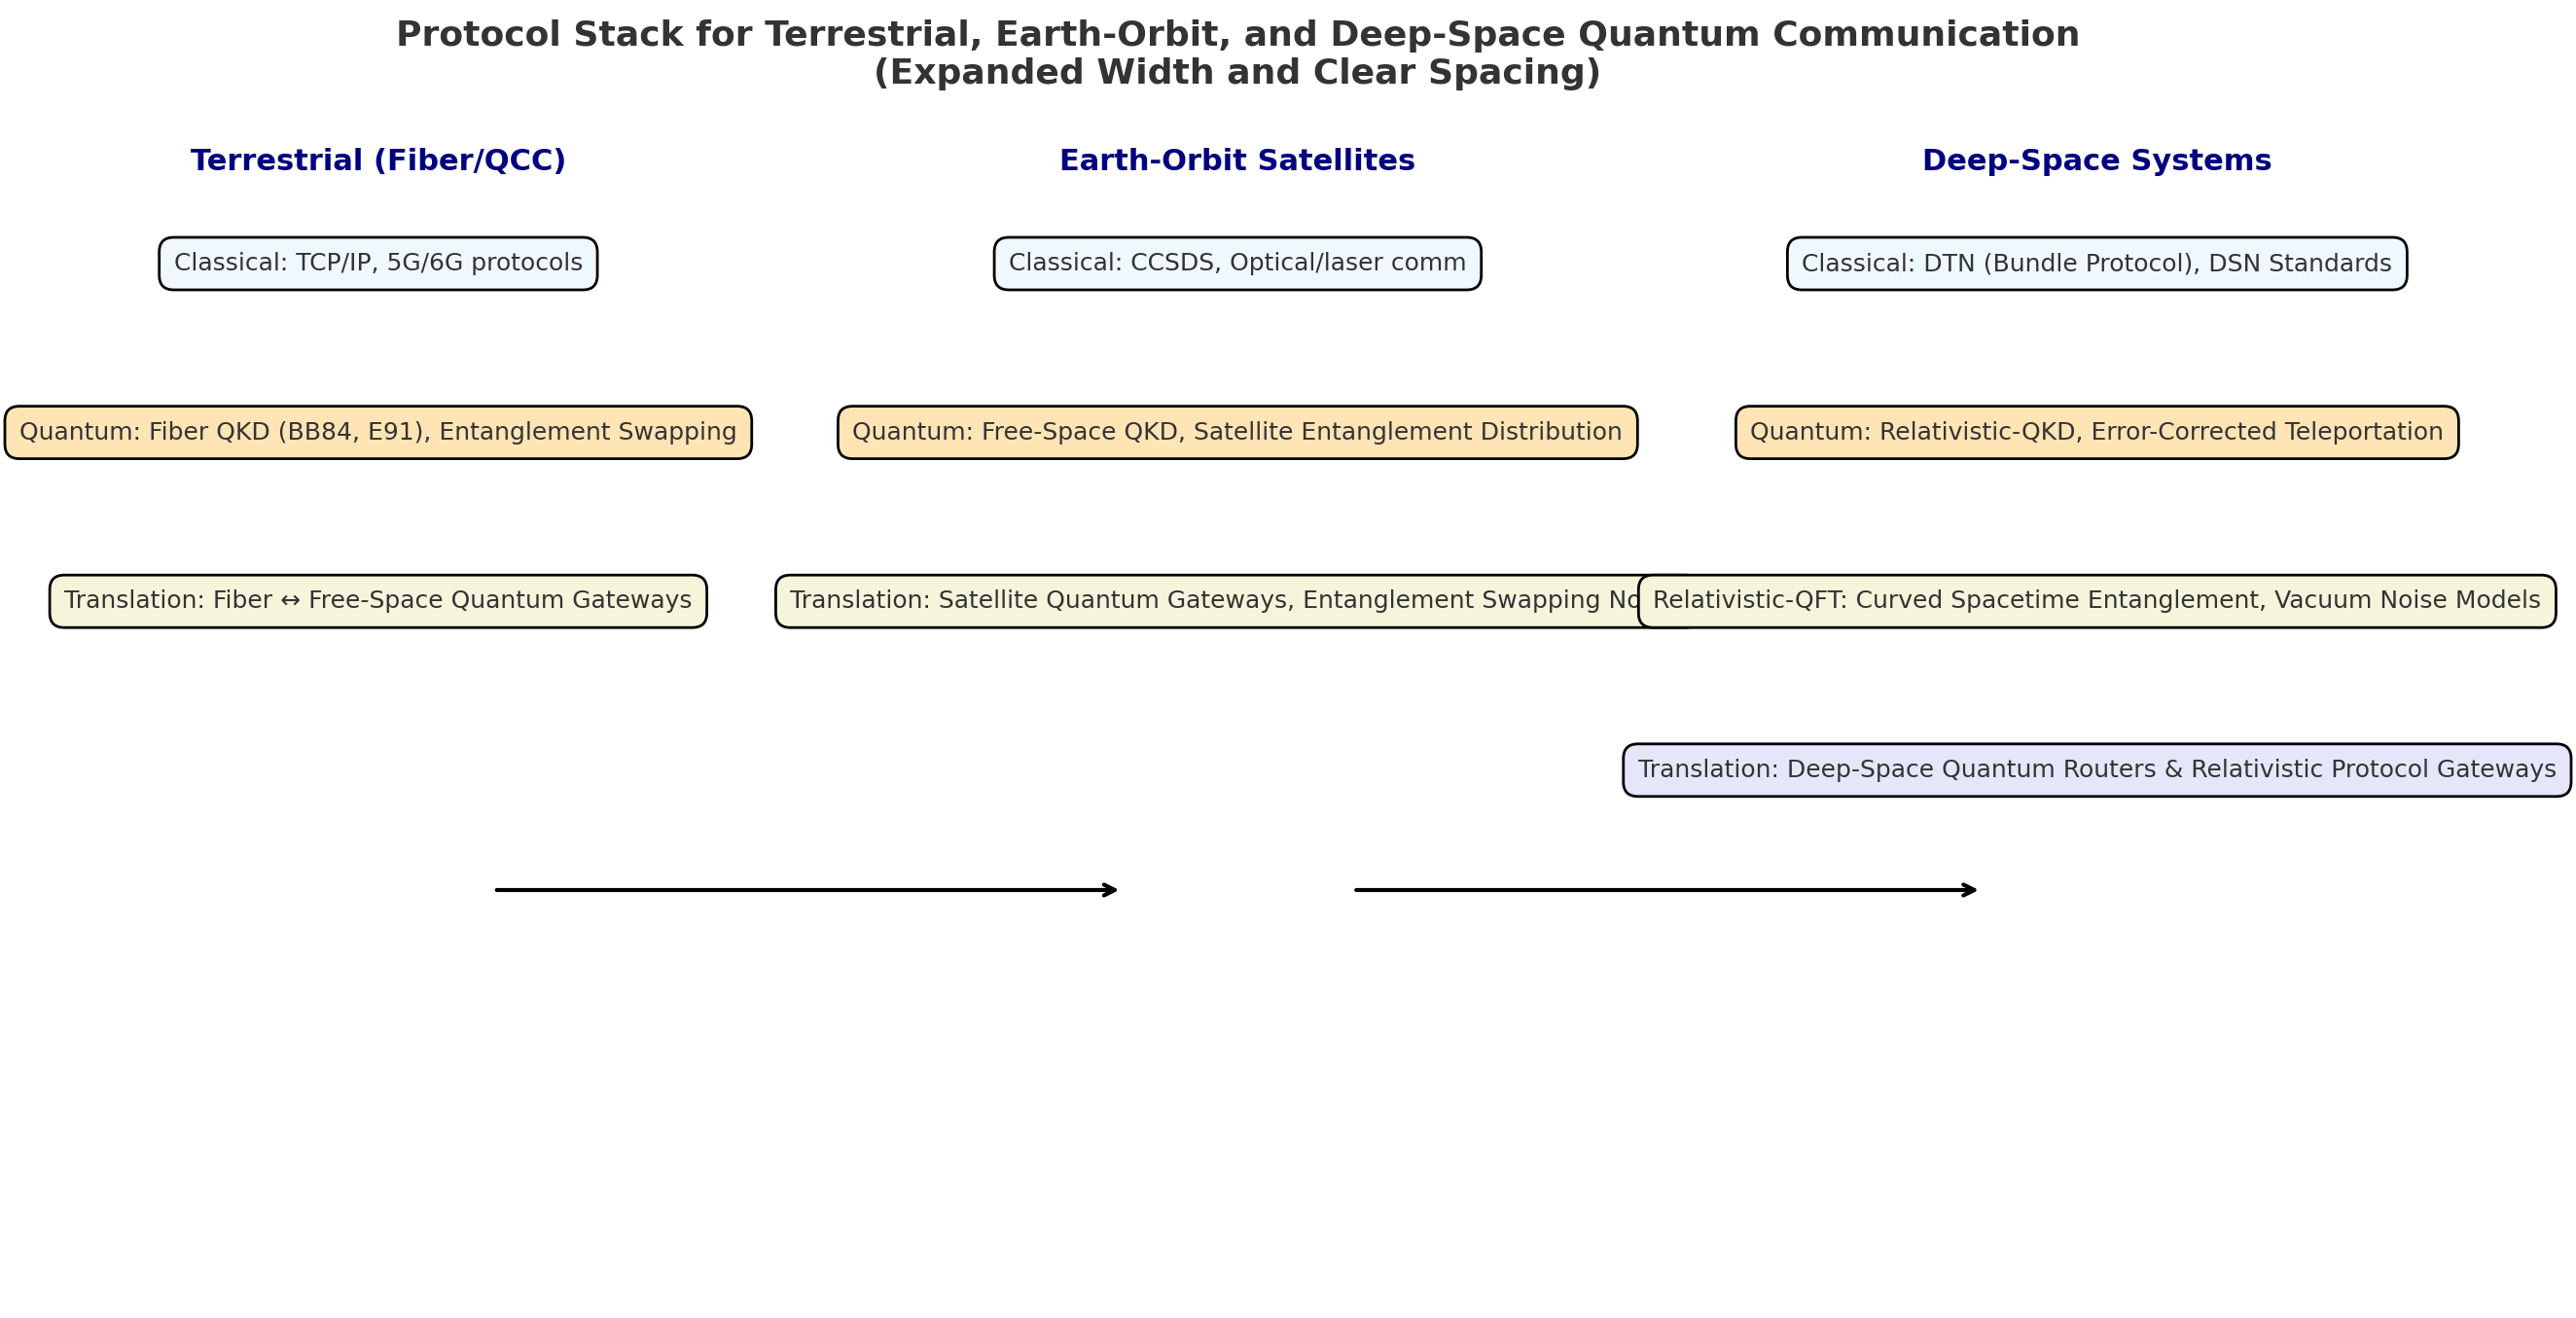 Protocol Stack for Terrestrial, Earth-Orbit, and Deep-Space Quantum Communication
(Expanded Width and Clear Spacing)
Terrestrial (Fiber/QCC)
Earth-Orbit Satellites
Deep-Space Systems
Classical: TCP/IP, 5G/6G protocols
Classical: CCSDS, Optical/laser comm
Classical: DTN (Bundle Protocol), DSN Standards
Quantum: Fiber QKD (BB84, E91), Entanglement Swapping
Quantum: Free-Space QKD, Satellite Entanglement Distribution
Quantum: Relativistic-QKD, Error-Corrected Teleportation
Translation: Fiber ↔ Free-Space Quantum Gateways
Translation: Satellite Quantum Gateways, Entanglement Swapping
Relativistic-QFT: Curved Spacetime Entanglement, Vacuum Noise Models
Translation: Deep-Space Quantum Routers & Relativistic Protocol Gateways